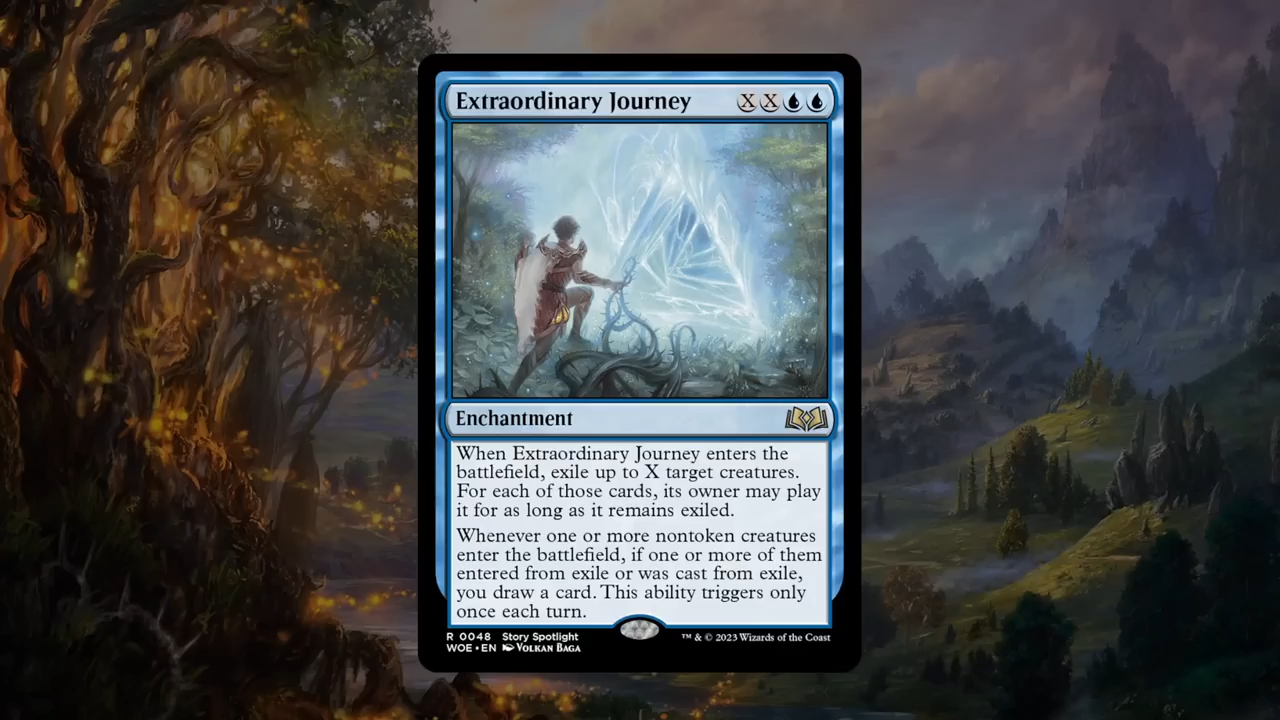 Extraordinary Journey X X
Enchantment
When Extraordinary Journey enters the
battlefield, exile up to X target creatures.
For each of those cards, its owner may play
it for as long as it remains exiled.
Whenever one or more nontoken creatures
enter the battlefield, if one or more of them
entered from exile or was cast from exile,
you draw a card. This ability triggers only
once each turn.
R 0048 Story Spotlight ™ & © 2023 Wizards of the Coast
WOE • EN VOLKAN BAGA